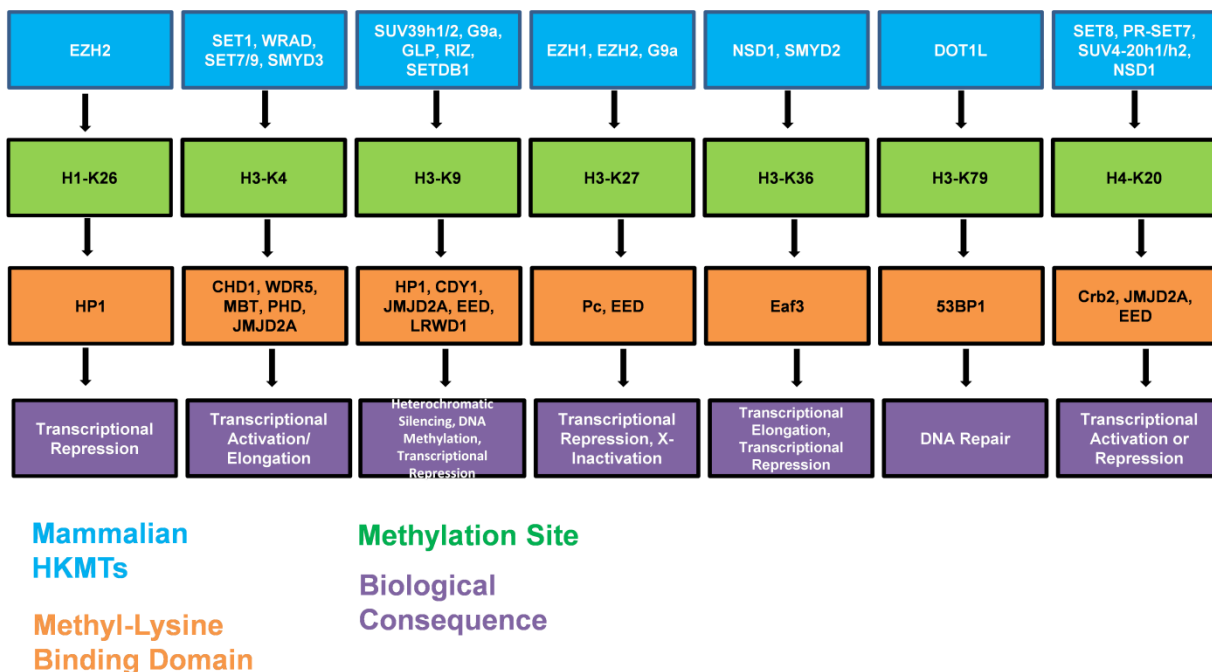 EZH2
SET1, WRAD,
SET7/9, SMYD3
SUV39h1/2, G9a,
GLP, RIZ,
SETDB1
EZH1, EZH2, G9a
NSD1, SMYD2
DOT1L
SET8, PR-SET7,
SUV4-20h1/h2,
NSD1
H1-K26
H3-K4
H3-K9
H3-K27
H3-K36
H3-K79
H4-K20
HP1
CHD1, WDR5,
MBT, PHD,
JMJD2A
HP1, CDY1,
JMJD2A, EED,
LRWD1
Pc, EED
Eaf3
53BP1
Crb2, JMJD2A,
EED
Transcriptional
Repression
Transcriptional
Activation/
Elongation
Heterochromatic
Silencing, DNA
Methylation,
Transcriptional
Repression
Transcriptional
Repression, X-
Inactivation
Transcriptional
Elongation,
Transcriptional
Repression
DNA Repair
Transcriptional
Activation or
Repression
Mammalian
HKMTs
Methyl-Lysine
Binding Domain
Methylation Site
Biological
Consequence